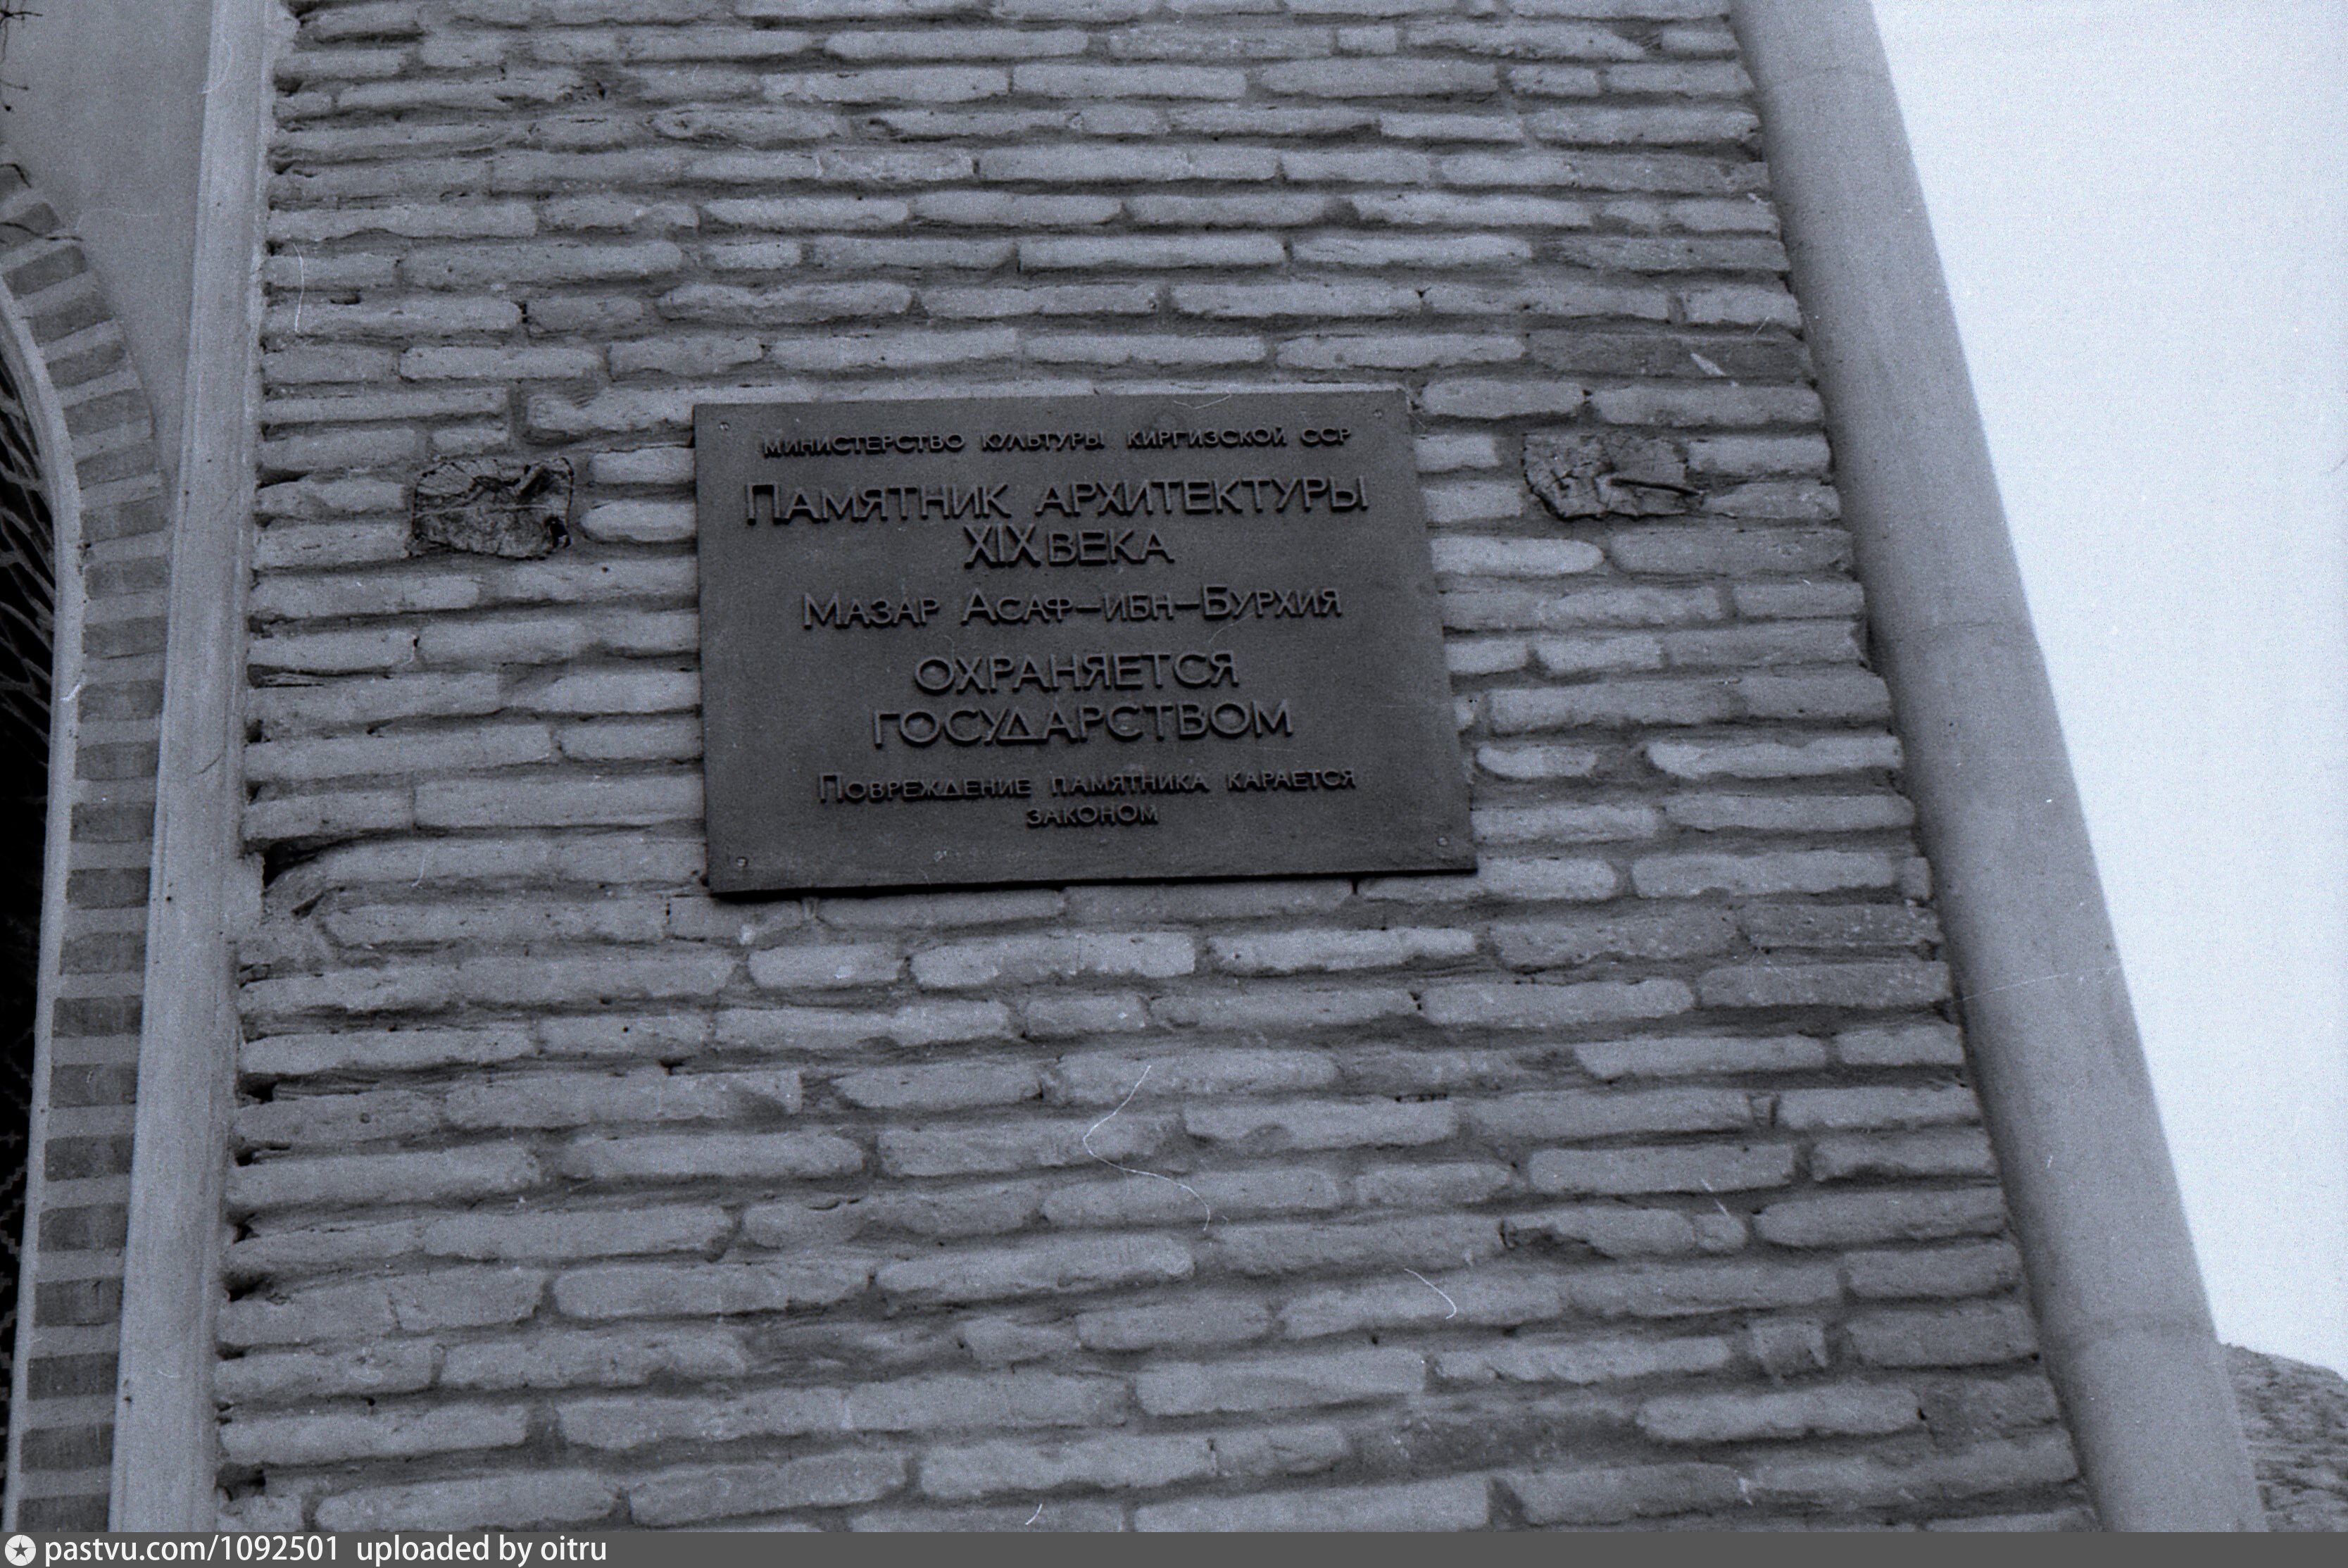 МИНИСТЕРСТВО КУЛЬТУРЫ КИРГИЗСКОЙ ССР
ПАМЯТНИК АРХИТЕКТУРЫ
XIX ВЕКА
МАЗАР АСАФ-ИБН-БУРХИЯ
ОХРАНЯЕТСЯ
ГОСУДАРСТВОМ
ПОВРЕЖДЕНИЕ ПАМЯТНИКА КАРАЕТСЯ
ЗАКОНОМ
pastvu.com/1092501 uploaded by oitru